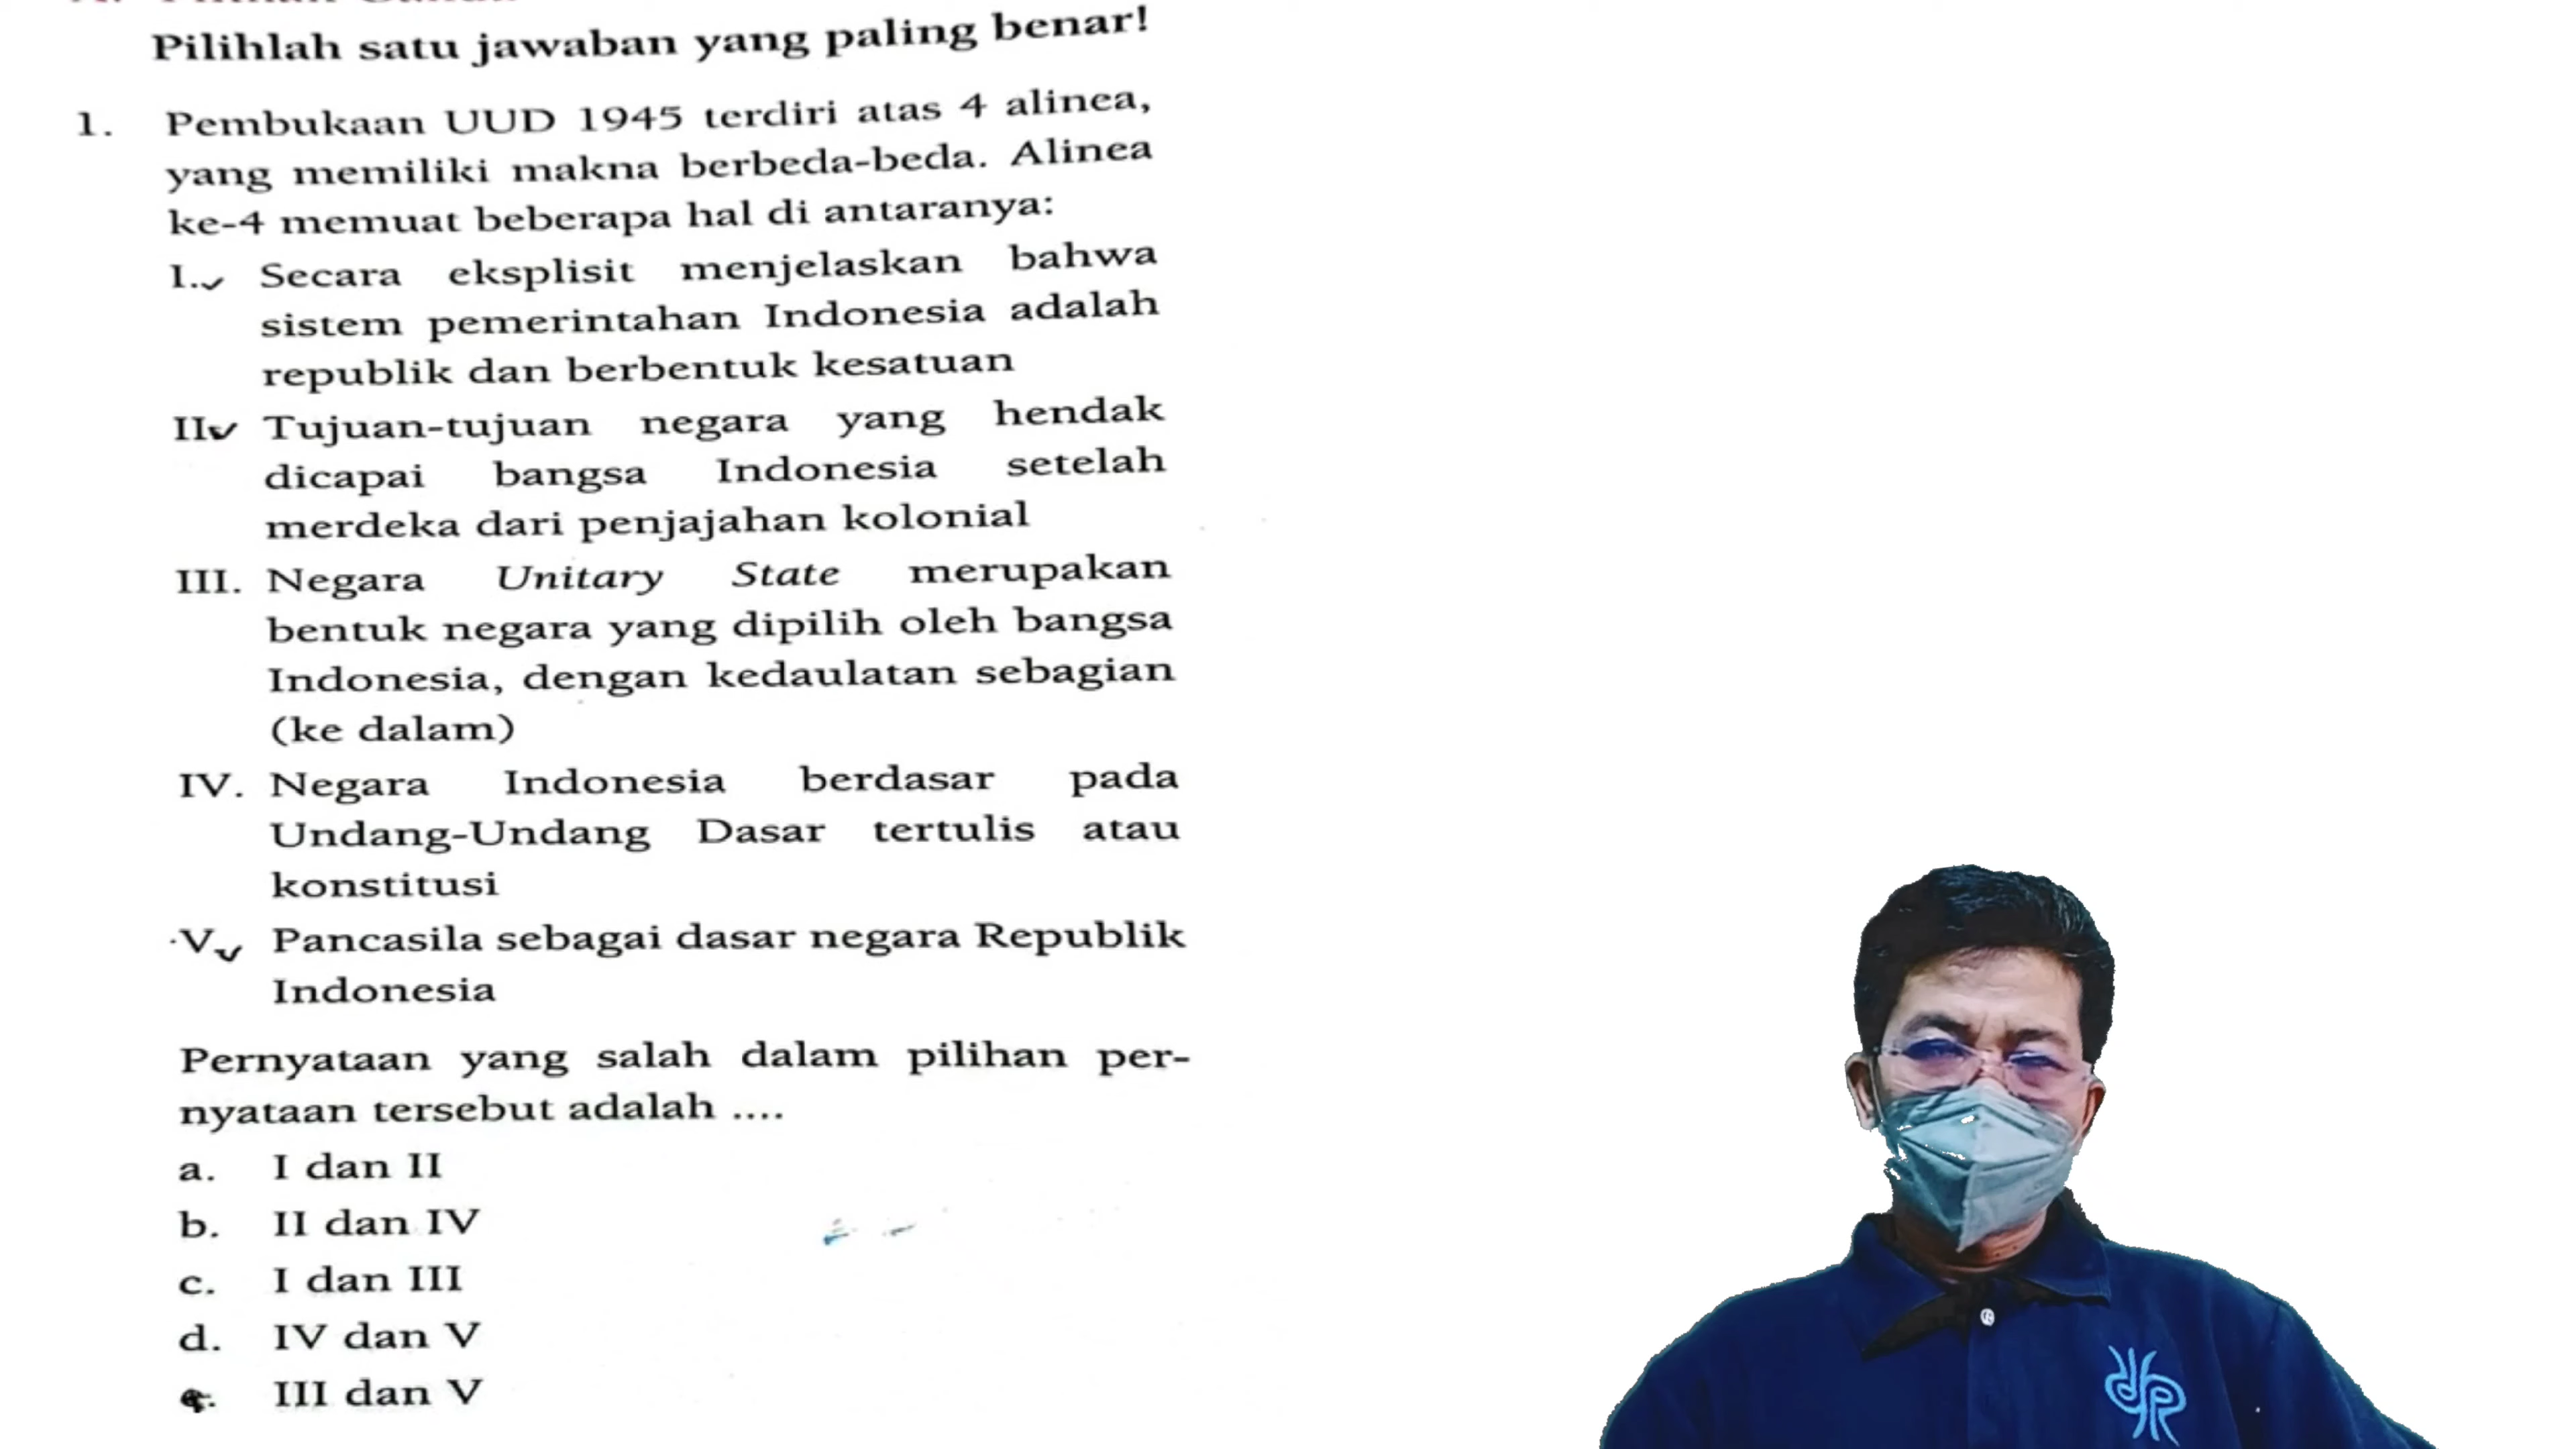 Pilihlah satu jawaban yang paling benar!
1. Pembukaan UUD 1945 terdiri atas 4 alinea,
yang memiliki makna berbeda-beda. Alinea
ke-4 memuat beberapa hal di antaranya:
I. Secara eksplisit menjelaskan bahwa
sistem pemerintahan Indonesia adalah
republik dan berbentuk kesatuan
II. Tujuan-tujuan negara yang hendak
dicapai bangsa Indonesia setelah
merdeka dari penjajahan kolonial
III. Negara Unitary State merupakan
bentuk negara yang dipilih oleh bangsa
Indonesia, dengan kedaulatan sebagian
(ke dalam)
IV. Negara Indonesia berdasar pada
Undang-Undang Dasar tertulis atau
konstitusi
V. Pancasila sebagai dasar negara Republik
Indonesia
Pernyataan yang salah dalam pilihan per-
nyataan tersebut adalah ....
a. I dan II
b. II dan IV
c. I dan III
d. IV dan V
e. III dan V